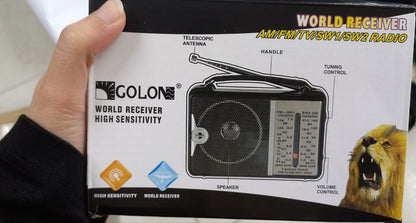 WORLD RECEIVER
AM/FM/TV/SW1/SW2 RADIO
TELESCOPIC
ANTENNA
HANDLE
TUNING
CONTROL
GOLON®
WORLD RECEIVER
HIGH SENSITIVITY
HIGH SENSITIVITY
WORLD RECEIVER
SPEAKER
VOLUME
CONTROL